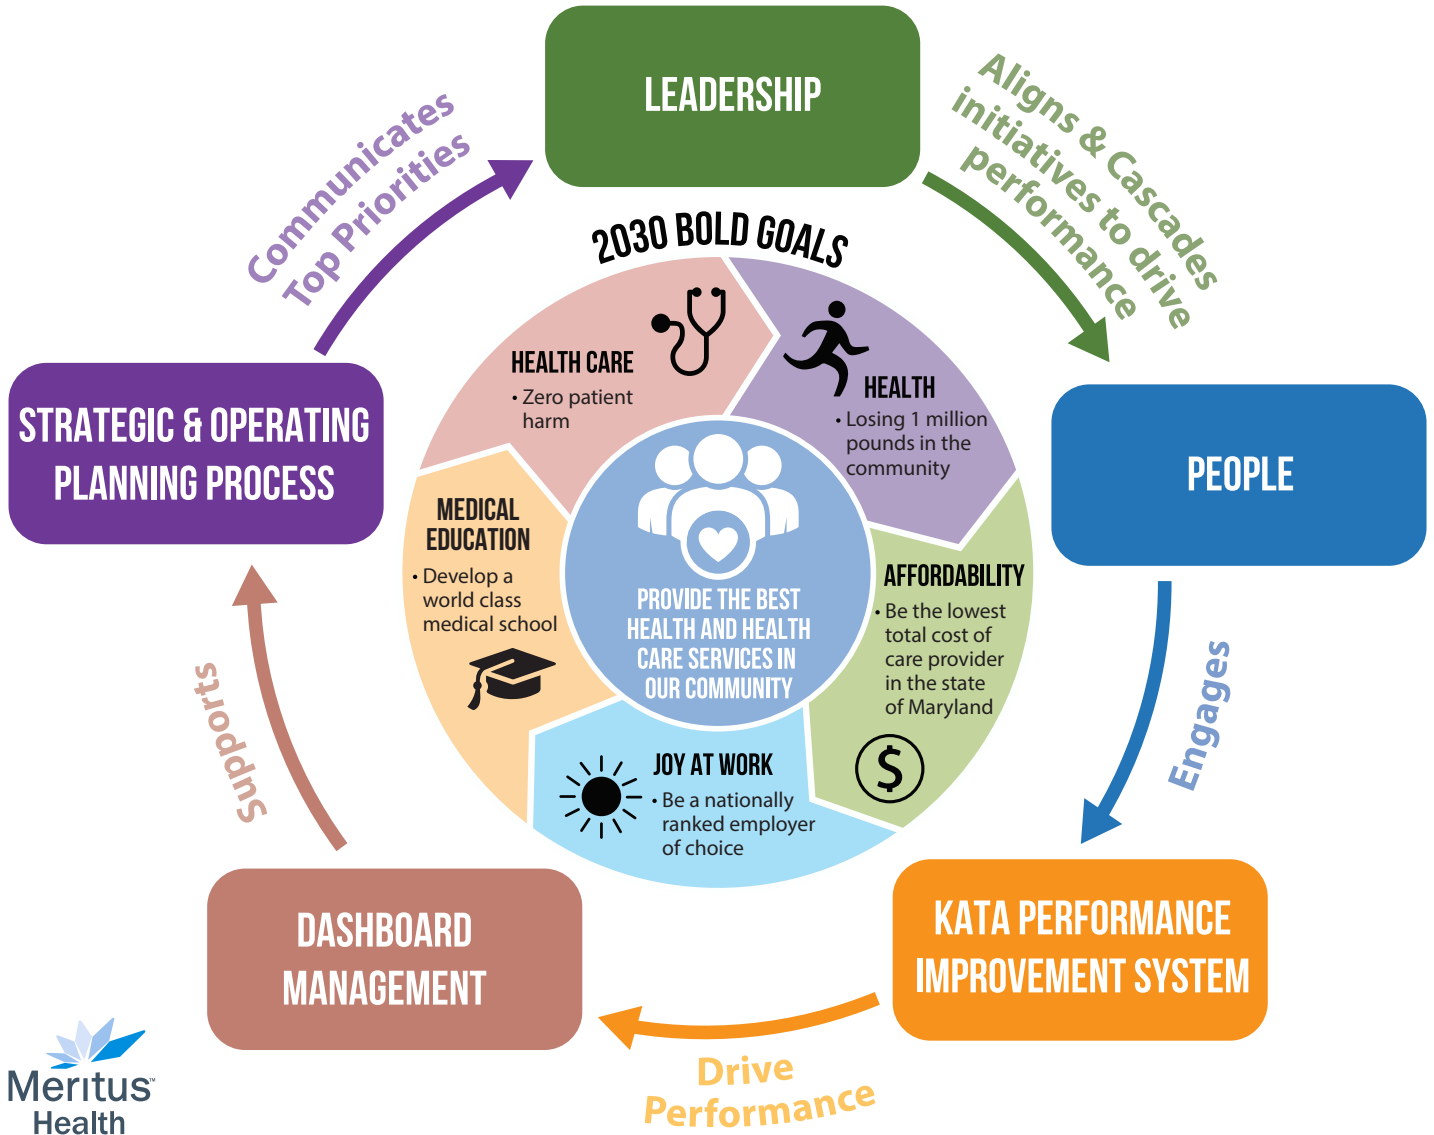 LEADERSHIP
Aligns & Cascades
initiatives to drive
performance
Communicates
Top Priorities
2030 BOLD GOALS
HEALTH CARE
• Zero patient
harm
HEALTH
• Losing 1 million
pounds in the
community
STRATEGIC & OPERATING
PLANNING PROCESS
PEOPLE
MEDICAL
EDUCATION
• Develop a
world class
medical school
PROVIDE THE BEST
HEALTH AND HEALTH
CARE SERVICES IN
OUR COMMUNITY
AFFORDABILITY
• Be the lowest
total cost of
care provider
in the state
of Maryland
$
JOY AT WORK
• Be a nationally
ranked employer
of choice
Supports
Engages
DASHBOARD
MANAGEMENT
KATA PERFORMANCE
IMPROVEMENT SYSTEM
Drive
Performance
Meritus™
Health